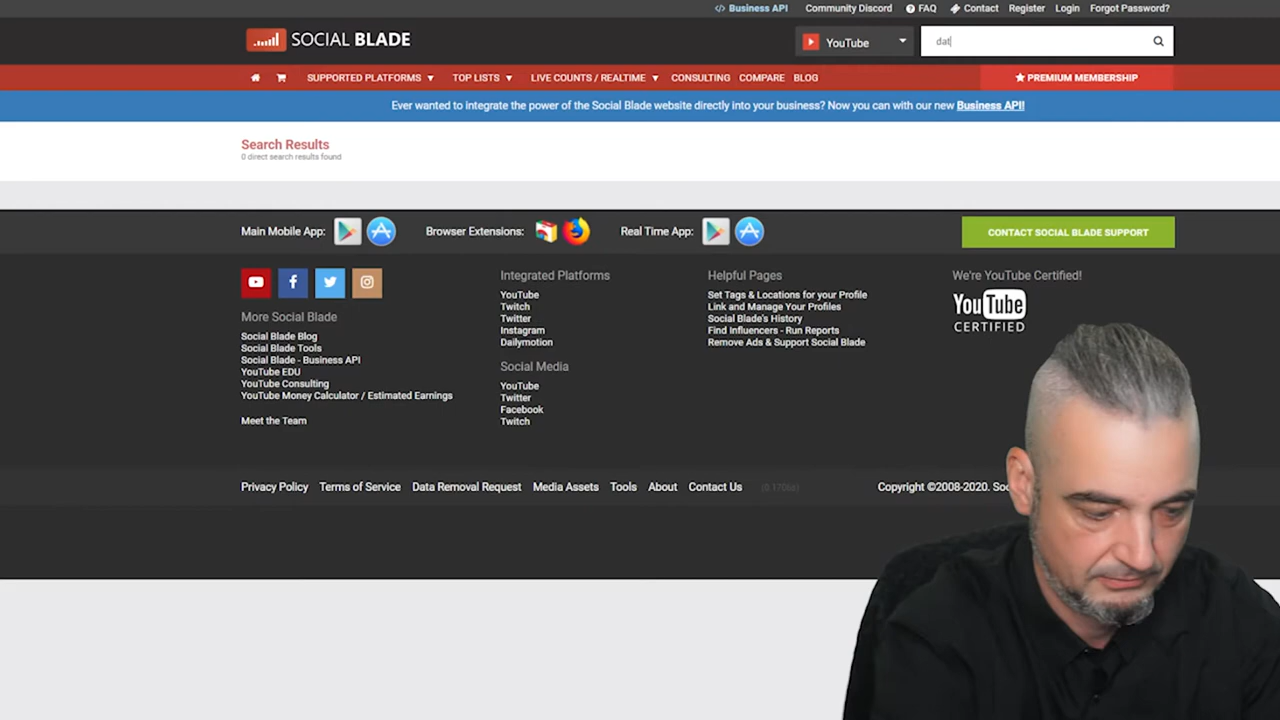 Business API Community Discord FAQ Contact Register Login Forgot Password?
SOCIAL BLADE
YouTube
dat
SUPPORTED PLATFORMS ▼ TOP LISTS ▼ LIVE COUNTS / REALTIME ▼ CONSULTING COMPARE BLOG
PREMIUM MEMBERSHIP
Ever wanted to integrate the power of the Social Blade website directly into your business? Now you can with our new Business API!
Search Results
0 direct search results found
Main Mobile App: Browser Extensions: Real Time App:
CONTACT SOCIAL BLADE SUPPORT
More Social Blade
Social Blade Blog
Social Blade Tools
Social Blade - Business API
YouTube EDU
YouTube Consulting
YouTube Money Calculator / Estimated Earnings
Meet the Team
Integrated Platforms
YouTube
Twitch
Twitter
Instagram
Dailymotion
Social Media
YouTube
Twitter
Facebook
Twitch
Helpful Pages
Set Tags & Locations for your Profile
Link and Manage Your Profiles
Social Blade's History
Find Influencers - Run Reports
Remove Ads & Support Social Blade
We're YouTube Certified!
YouTube
CERTIFIED
Privacy Policy Terms of Service Data Removal Request Media Assets Tools About Contact Us
Copyright ©2008-2020.